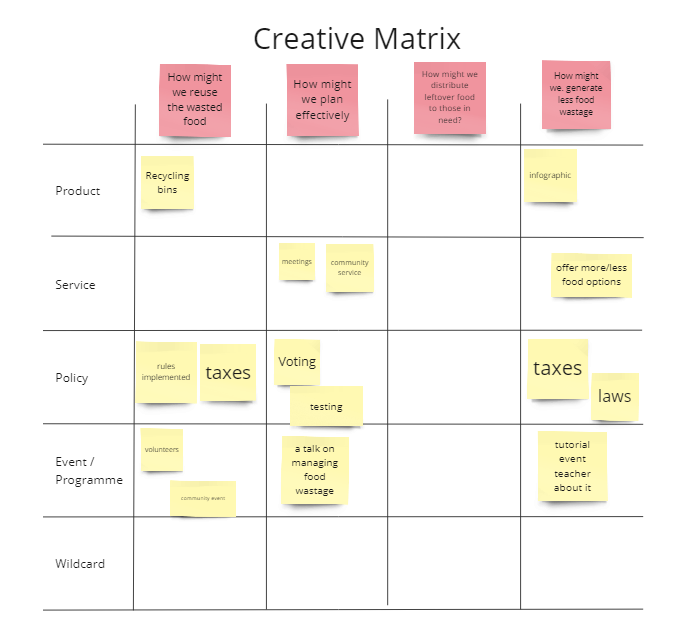 Creative Matrix
How might
we reuse
the wasted
food
How might
we plan
effectively
How might we
distribute
leftover food
to those in
need?
How might
we. generate
less food
wastage
Product
Recycling
bins
infographic
Service
meetings
community
service
offer more/less
food options
Policy
rules
implemented
taxes
Voting
testing
taxes
laws
Event /
Programme
volunteers
community event
a talk on
managing
food
wastage
tutorial
event
teacher
about it
Wildcard